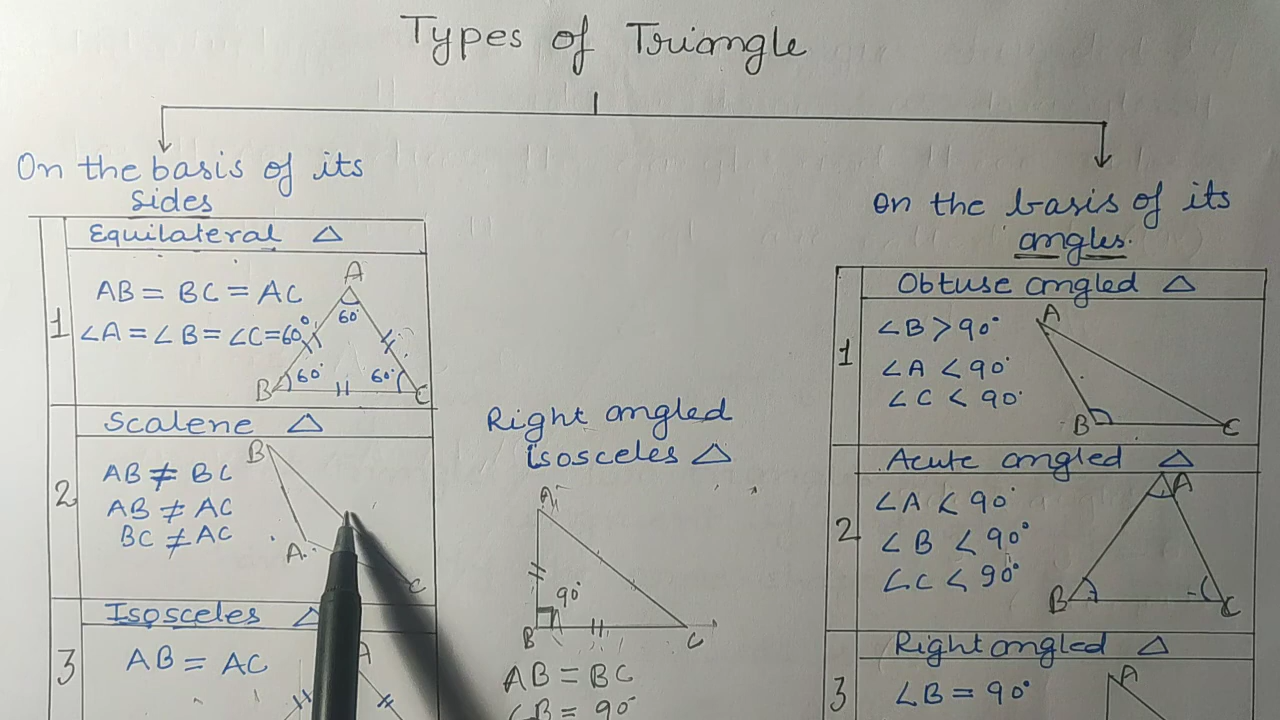 Types of Triangle
On the basis of its
sides
1
Equilateral △
AB = BC = AC
∠A = ∠B = ∠C = 60°
A
60°
B
60°
60°
C
2
Scalene △
AB ≠ BC
AB ≠ AC
BC ≠ AC
B
A
C
3
Isosceles △
AB = AC
A
Right angled
isosceles △
A
90°
B
C
AB = BC
∠B = 90°
On the basis of its
angles.
1
Obtuse angled △
∠B > 90°
∠A < 90°
∠C < 90°
A
B
C
2
Acute angled △
∠A < 90°
∠B < 90°
∠C < 90°
A
B
C
3
Right angled △
∠B = 90°
A